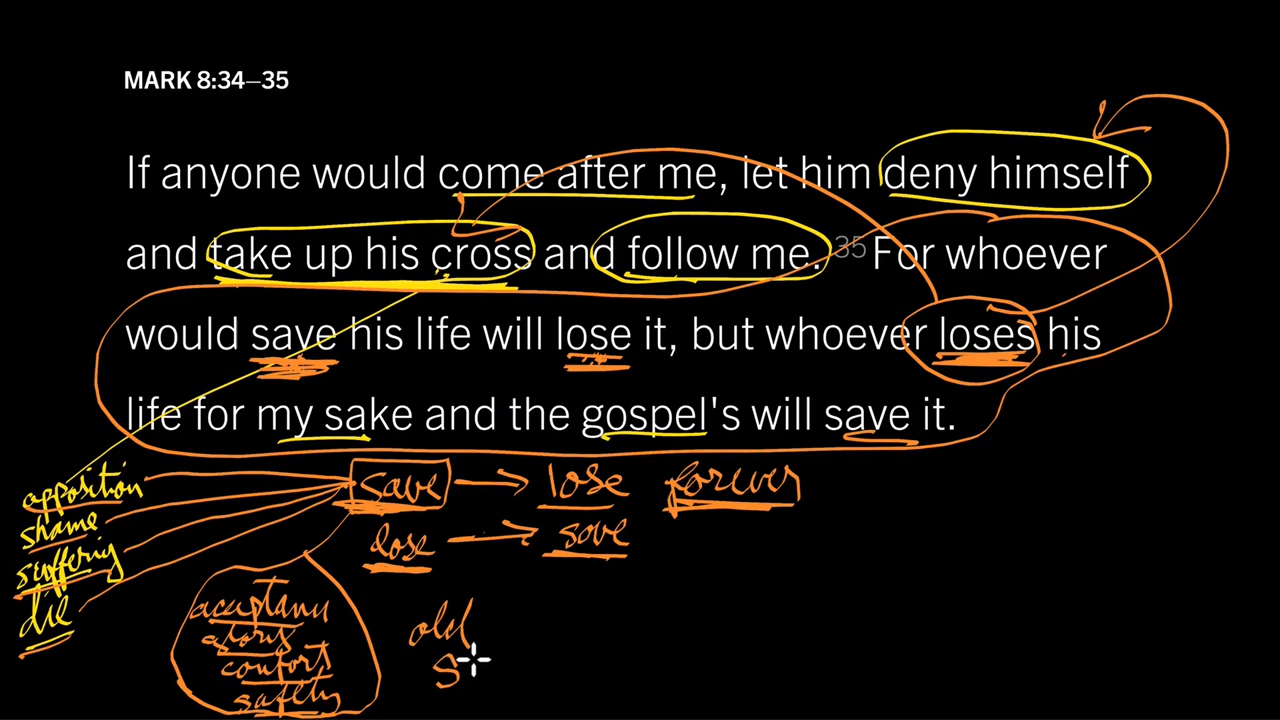 MARK 8:34—35
If anyone would come after me, let him deny himself
and take up his cross and follow me. 35 For whoever
would save his life will lose it, but whoever loses his
life for my sake and the gospel's will save it.
opposition
save → lose forever
shame
lose → save
suffering
die
acceptance
glory
comfort
safety
old
S